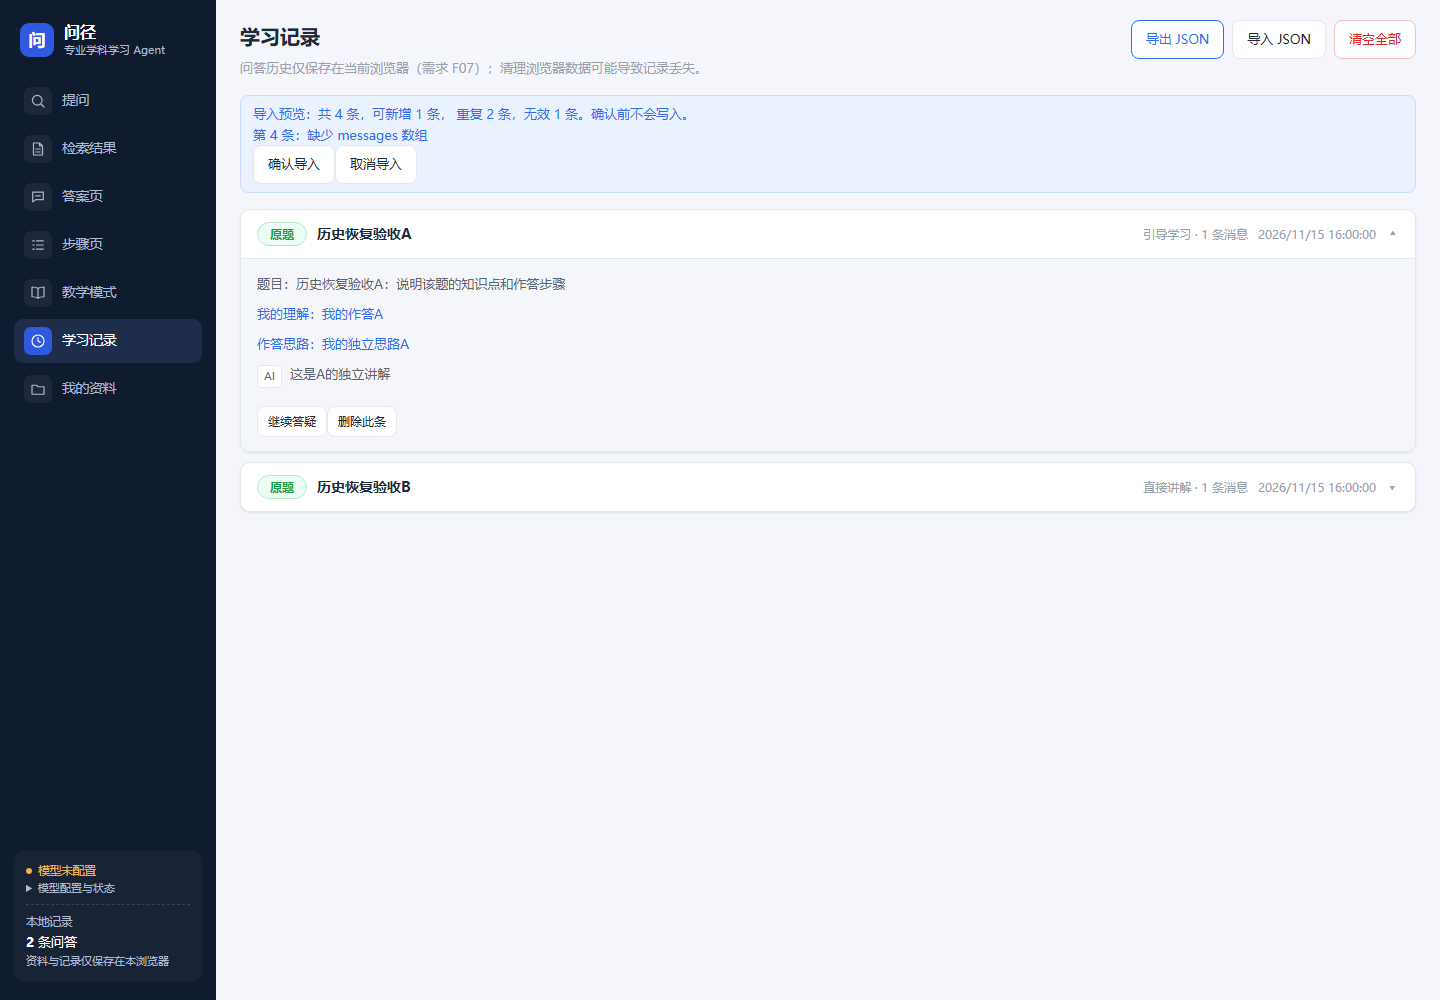 问
问径
专业学科学习 Agent
提问
检索结果
答案页
步骤页
教学模式
学习记录
我的资料
模型未配置
模型配置与状态
本地记录
2 条问答
资料与记录仅保存在本浏览器
学习记录
问答历史仅保存在当前浏览器（需求 F07）；清理浏览器数据可能导致记录丢失。
导出 JSON
导入 JSON
清空全部
导入预览：共 4 条，可新增 1 条， 重复 2 条，无效 1 条。确认前不会写入。
第 4 条：缺少 messages 数组
确认导入
取消导入
原题 历史恢复验收A 引导学习 · 1 条消息 2026/11/15 16:00:00
题目：历史恢复验收A：说明该题的知识点和作答步骤
我的理解：我的作答A
作答思路：我的独立思路A
AI 这是A的独立讲解
继续答疑
删除此条
原题 历史恢复验收B 直接讲解 · 1 条消息 2026/11/15 16:00:00